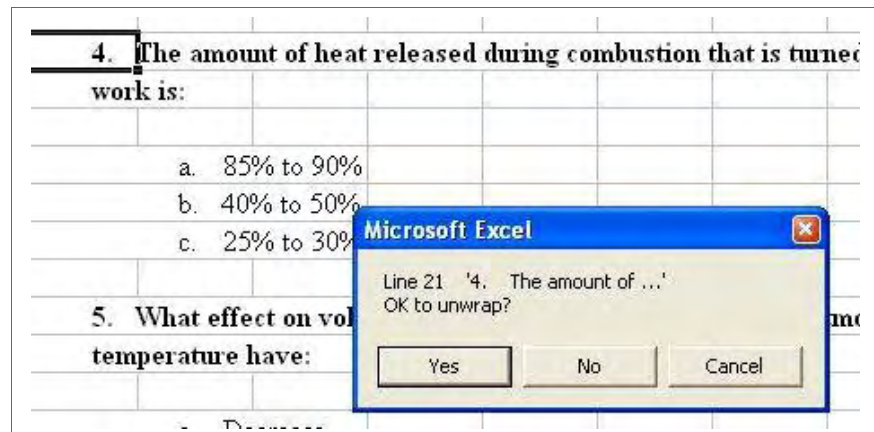 4. The amount of heat released during combustion that is turned
work is:
a. 85% to 90%
b. 40% to 50%
c. 25% to 30%
Microsoft Excel
Line 21 '4. The amount of ...'
OK to unwrap?
Yes No Cancel
5. What effect on vol
temperature have:
a. Decrease